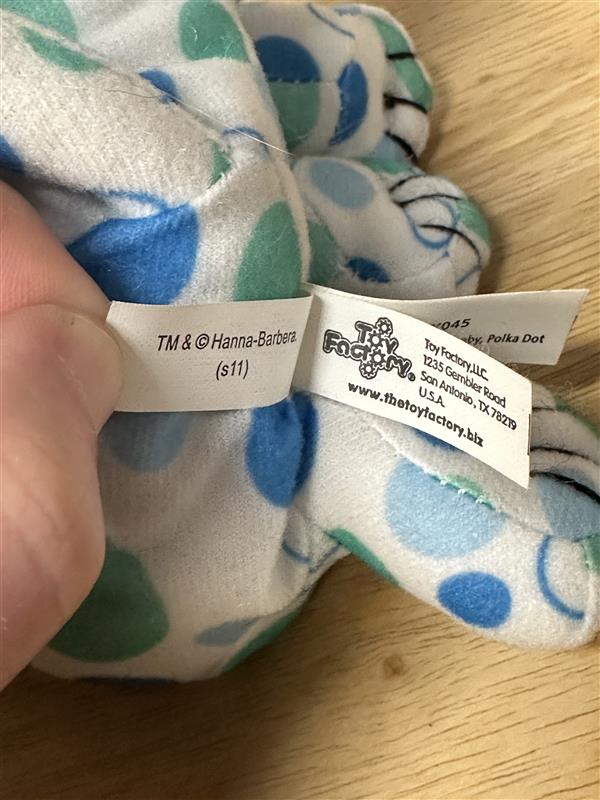 TM & © Hanna-Barbera.
(s11)
Toy
Factory®
Toy Factory,LLC
1235 Gembler Road
San Antonio, TX 78219
U.S.A.
www.thetoyfactory.biz
045
Polka Dot